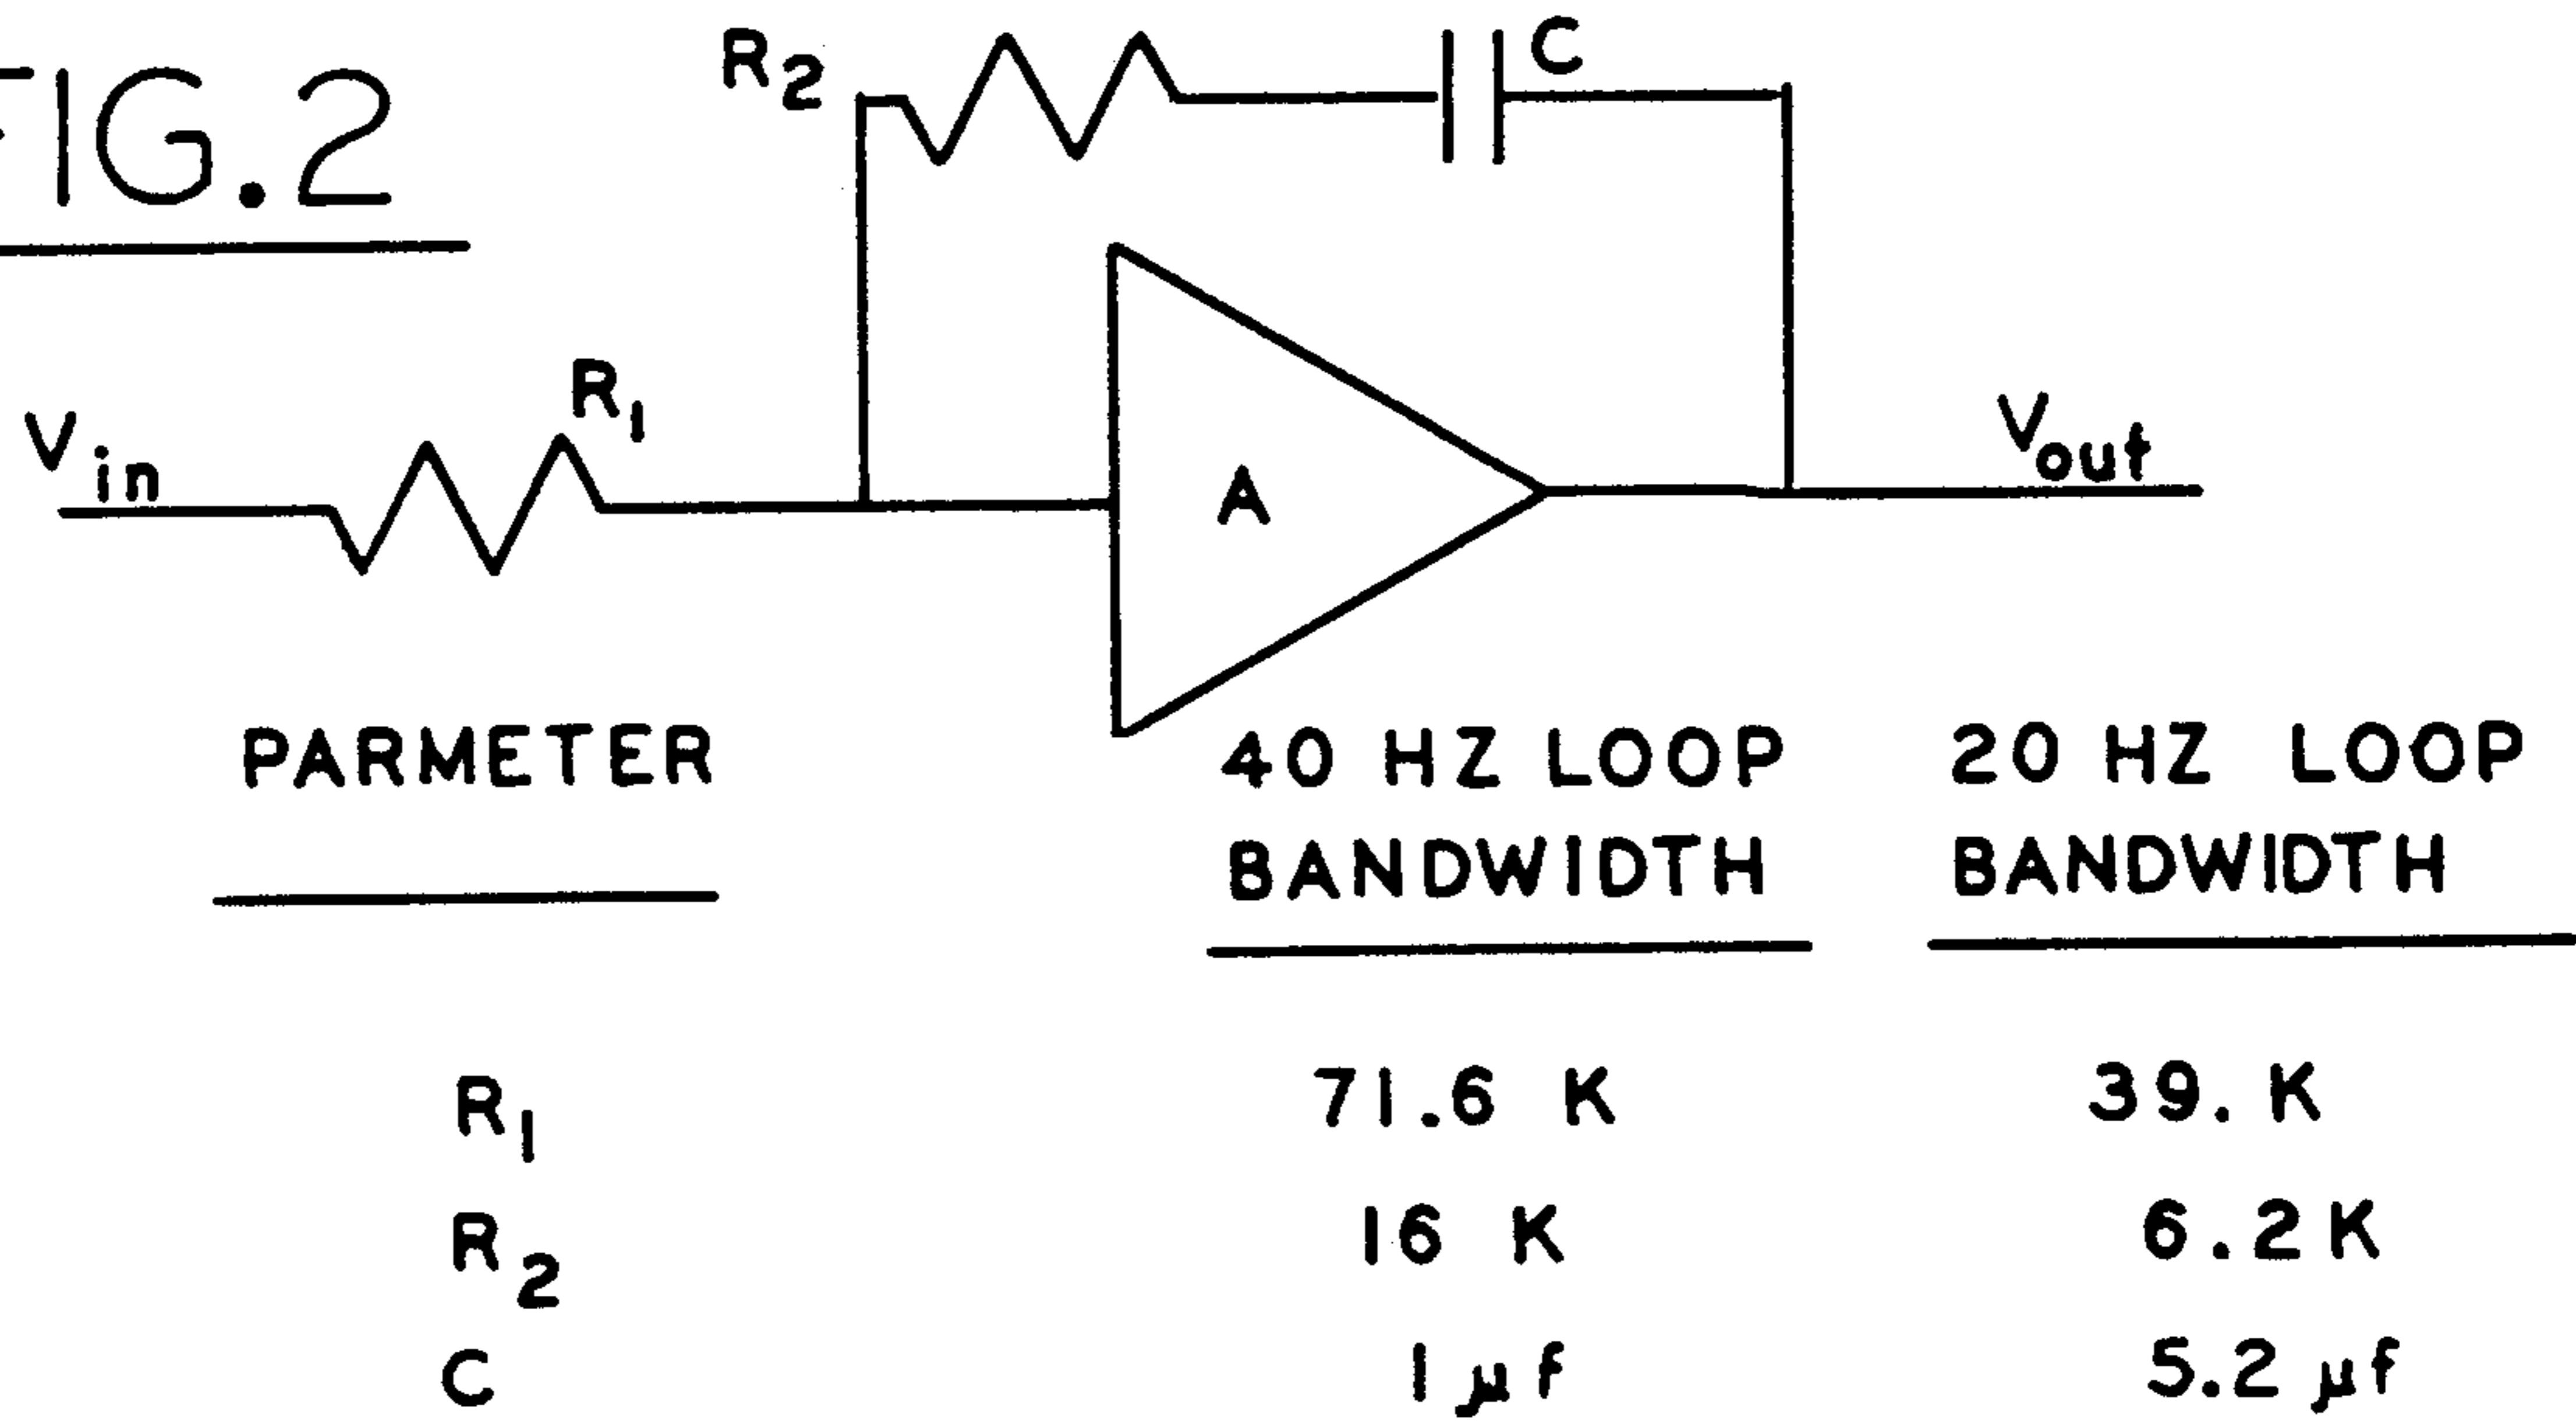 FIG.2
R2
C
R1
Vin
A
Vout
PARMETER
40 HZ LOOP BANDWIDTH
20 HZ LOOP BANDWIDTH
R1 71.6 K 39. K
R2 16 K 6.2 K
C 1 µf 5.2 µf